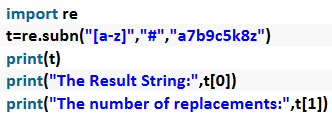 import re
t=re.subn("[a-z]","#","a7b9c5k8z")
print(t)
print("The Result String:",t[0])
print("The number of replacements:",t[1])